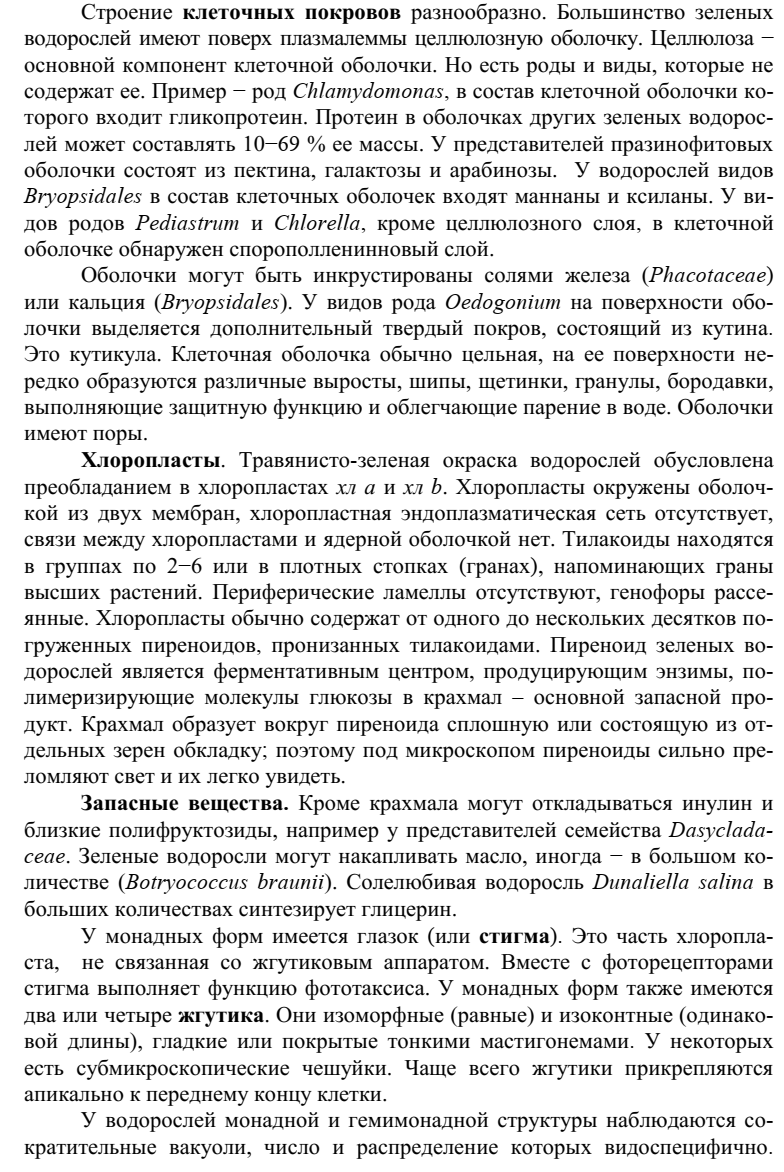 Строение клеточных покровов разнообразно. Большинство зеленых
водорослей имеют поверх плазмалеммы целлюлозную оболочку. Целлюлоза −
основной компонент клеточной оболочки. Но есть роды и виды, которые не
содержат ее. Пример − род Chlamydomonas, в состав клеточной оболочки ко-
торого входит гликопротеин. Протеин в оболочках других зеленых водорос-
лей может составлять 10−69 % ее массы. У представителей празинофитовых
оболочки состоят из пектина, галактозы и арабинозы. У водорослей видов
Bryopsidales в состав клеточных оболочек входят маннаны и ксиланы. У ви-
дов родов Pediastrum и Chlorella, кроме целлюлозного слоя, в клеточной
оболочке обнаружен спорополленинновый слой.
Оболочки могут быть инкрустированы солями железа (Phacotaceae)
или кальция (Bryopsidales). У видов рода Oedogonium на поверхности обо-
лочки выделяется дополнительный твердый покров, состоящий из кутина.
Это кутикула. Клеточная оболочка обычно цельная, на ее поверхности не-
редко образуются различные выросты, шипы, щетинки, гранулы, бородавки,
выполняющие защитную функцию и облегчающие парение в воде. Оболочки
имеют поры.
Хлоропласты. Травянисто-зеленая окраска водорослей обусловлена
преобладанием в хлоропластах хл a и хл b. Хлоропласты окружены оболоч-
кой из двух мембран, хлоропластная эндоплазматическая сеть отсутствует,
связи между хлоропластами и ядерной оболочкой нет. Тилакоиды находятся
в группах по 2−6 или в плотных стопках (гранах), напоминающих граны
высших растений. Периферические ламеллы отсутствуют, генофоры рассе-
янные. Хлоропласты обычно содержат от одного до нескольких десятков по-
груженных пиреноидов, пронизанных тилакоидами. Пиреноид зеленых во-
дорослей является ферментативным центром, продуцирующим энзимы, по-
лимеризирующие молекулы глюкозы в крахмал – основной запасной про-
дукт. Крахмал образует вокруг пиреноида сплошную или состоящую из от-
дельных зерен обкладку; поэтому под микроскопом пиреноиды сильно пре-
ломляют свет и их легко увидеть.
Запасные вещества. Кроме крахмала могут откладываться инулин и
близкие полифруктозиды, например у представителей семейства Dasyclada-
ceae. Зеленые водоросли могут накапливать масло, иногда − в большом ко-
личестве (Botryococcus braunii). Солелюбивая водоросль Dunaliella salina в
больших количествах синтезирует глицерин.
У монадных форм имеется глазок (или стигма). Это часть хлоропла-
ста, не связанная со жгутиковым аппаратом. Вместе с фоторецепторами
стигма выполняет функцию фототаксиса. У монадных форм также имеются
два или четыре жгутика. Они изоморфные (равные) и изоконтные (одинако-
вой длины), гладкие или покрытые тонкими мастигонемами. У некоторых
есть субмикроскопические чешуйки. Чаще всего жгутики прикрепляются
апикально к переднему концу клетки.
У водорослей монадной и гемимонадной структуры наблюдаются со-
кратительные вакуоли, число и распределение которых видоспецифично.